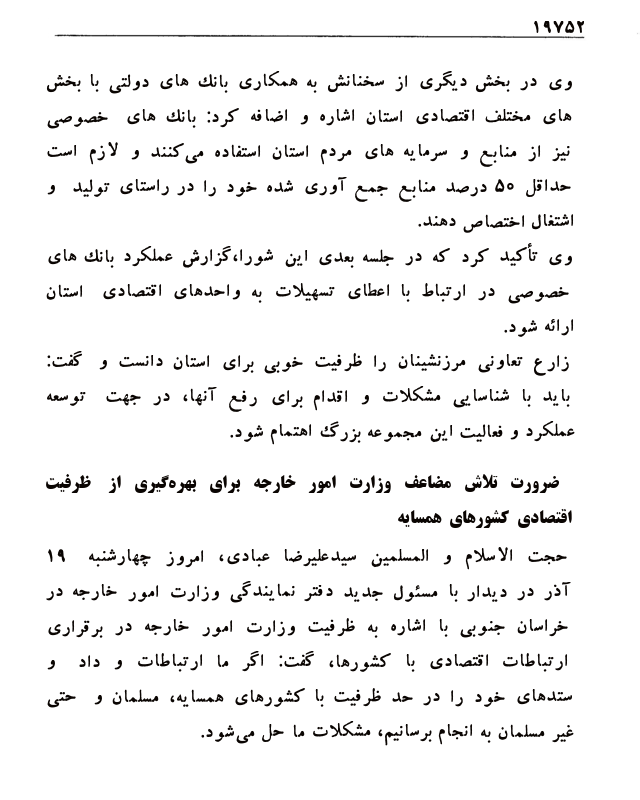 ۱۹۷۵۲
وی در بخش دیگری از سخنانش به همکاری بانك های دولتی با بخش
های مختلف اقتصادی استان اشاره و اضافه کرد: بانك های خصوصی
نیز از منابع و سرمایه های مردم استان استفاده می‌کنند و لازم است
حداقل ۵۰ درصد منابع جمع آوری شده خود را در راستای تولید و
اشتغال اختصاص دهند.
وی تأکید کرد که در جلسه بعدی این شورا،گزارش عملکرد بانك های
خصوصی در ارتباط با اعطای تسهیلات به واحدهای اقتصادی استان
ارائه شود.
زارع تعاونی مرزنشینان را ظرفیت خوبی برای استان دانست و گفت:
باید با شناسایی مشکلات و اقدام برای رفع آنها، در جهت توسعه
عملکرد و فعالیت این مجموعه بزرگ اهتمام شود.
ضرورت تلاش مضاعف وزارت امور خارجه برای بهره‌گیری از ظرفیت
اقتصادی کشورهای همسایه
حجت الاسلام و المسلمین سیدعلیرضا عبادی، امروز چهارشنبه ۱۹
آذر در دیدار با مسئول جدید دفتر نمایندگی وزارت امور خارجه در
خراسان جنوبی با اشاره به ظرفیت وزارت امور خارجه در برقراری
ارتباطات اقتصادی با کشورها، گفت: اگر ما ارتباطات و داد و
ستدهای خود را در حد ظرفیت با کشورهای همسایه، مسلمان و حتی
غیر مسلمان به انجام برسانیم، مشکلات ما حل می‌شود.